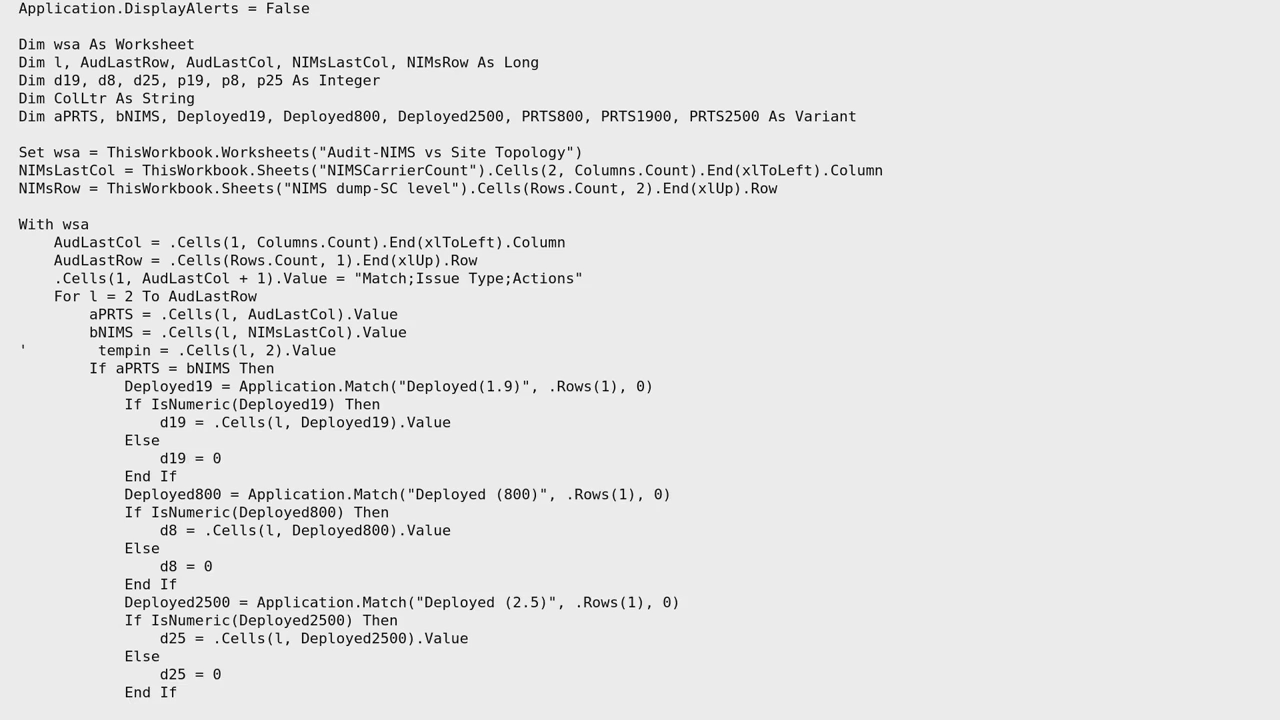 Application.DisplayAlerts = False

Dim wsa As Worksheet
Dim l, AudLastRow, AudLastCol, NIMsLastCol, NIMsRow As Long
Dim d19, d8, d25, p19, p8, p25 As Integer
Dim ColLtr As String
Dim aPRTS, bNIMS, Deployed19, Deployed800, Deployed2500, PRTS800, PRTS1900, PRTS2500 As Variant

Set wsa = ThisWorkbook.Worksheets("Audit-NIMS vs Site Topology")
NIMsLastCol = ThisWorkbook.Sheets("NIMSCarrierCount").Cells(2, Columns.Count).End(xlToLeft).Column
NIMsRow = ThisWorkbook.Sheets("NIMS dump-SC level").Cells(Rows.Count, 2).End(xlUp).Row

With wsa
    AudLastCol = .Cells(1, Columns.Count).End(xlToLeft).Column
    AudLastRow = .Cells(Rows.Count, 1).End(xlUp).Row
    .Cells(1, AudLastCol + 1).Value = "Match;Issue Type;Actions"
    For l = 2 To AudLastRow
        aPRTS = .Cells(l, AudLastCol).Value
        bNIMS = .Cells(l, NIMsLastCol).Value
'        tempin = .Cells(l, 2).Value
        If aPRTS = bNIMS Then
            Deployed19 = Application.Match("Deployed(1.9)", .Rows(1), 0)
            If IsNumeric(Deployed19) Then
                d19 = .Cells(l, Deployed19).Value
            Else
                d19 = 0
            End If
            Deployed800 = Application.Match("Deployed (800)", .Rows(1), 0)
            If IsNumeric(Deployed800) Then
                d8 = .Cells(l, Deployed800).Value
            Else
                d8 = 0
            End If
            Deployed2500 = Application.Match("Deployed (2.5)", .Rows(1), 0)
            If IsNumeric(Deployed2500) Then
                d25 = .Cells(l, Deployed2500).Value
            Else
                d25 = 0
            End If